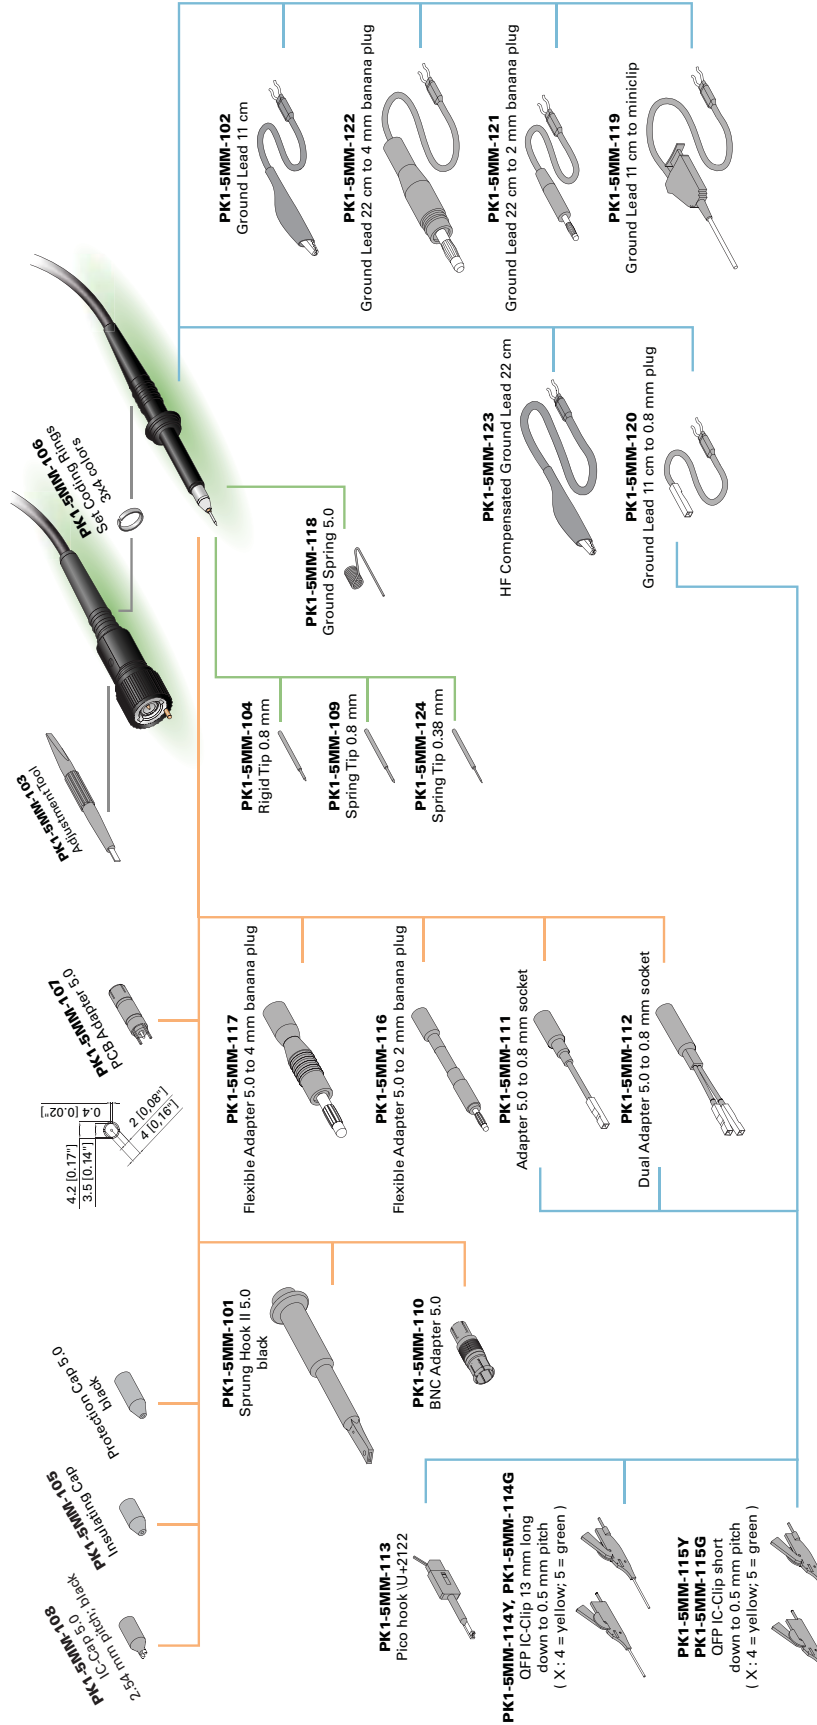 PK1-5MM-108
IC-Cap 5.0
2.54 mm pitch, black
PK1-5MM-105
Insulating Cap
Protection Cap 5.0
black
4.2 [0.17"]
3.5 [0.14"]
0.4 [0.02"]
2 [0,08"]
4 [0,16"]
PK1-5MM-107
PCB Adapter 5.0
PK1-5MM-103
Adjustment Tool
PK1-5MM-106
Set Coding Rings
3x4 colors
PK1-5MM-101
Sprung Hook II 5.0
black
PK1-5MM-110
BNC Adapter 5.0
PK1-5MM-117
Flexible Adapter 5.0 to 4 mm banana plug
PK1-5MM-116
Flexible Adapter 5.0 to 2 mm banana plug
PK1-5MM-111
Adapter 5.0 to 0.8 mm socket
PK1-5MM-112
Dual Adapter 5.0 to 0.8 mm socket
PK1-5MM-104
Rigid Tip 0.8 mm
PK1-5MM-109
Spring Tip 0.8 mm
PK1-5MM-124
Spring Tip 0.38 mm
PK1-5MM-118
Ground Spring 5.0
PK1-5MM-102
Ground Lead 11 cm
PK1-5MM-122
Ground Lead 22 cm to 4 mm banana plug
PK1-5MM-121
Ground Lead 22 cm to 2 mm banana plug
PK1-5MM-119
Ground Lead 11 cm to miniclip
PK1-5MM-123
HF Compensated Ground Lead 22 cm
PK1-5MM-120
Ground Lead 11 cm to 0.8 mm plug
PK1-5MM-113
Pico hook \U+2122
PK1-5MM-114Y, PK1-5MM-114G
QFP IC-Clip 13 mm long
down to 0.5 mm pitch
( X : 4 = yellow; 5 = green )
PK1-5MM-115Y
PK1-5MM-115G
QFP IC-Clip short
down to 0.5 mm pitch
( X : 4 = yellow; 5 = green )